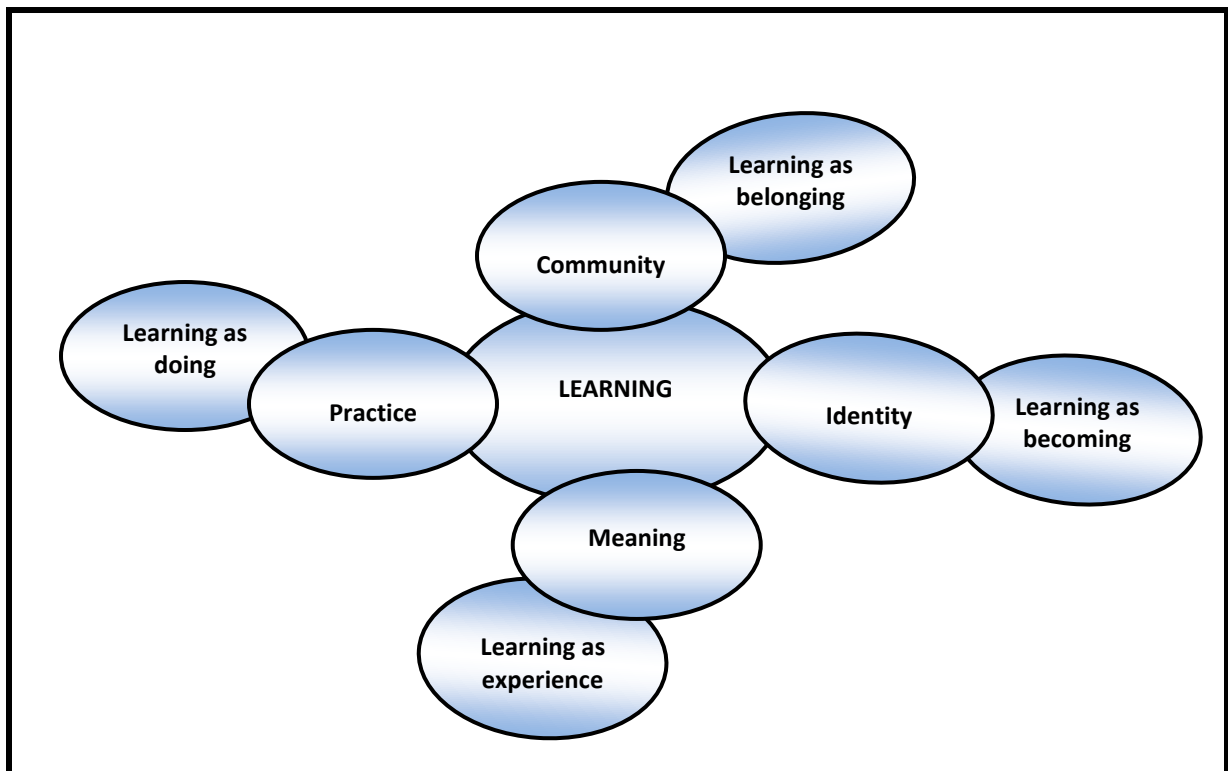 Learning as
belonging
Community
Learning as
doing
Practice
LEARNING
Identity
Learning as
becoming
Meaning
Learning as
experience